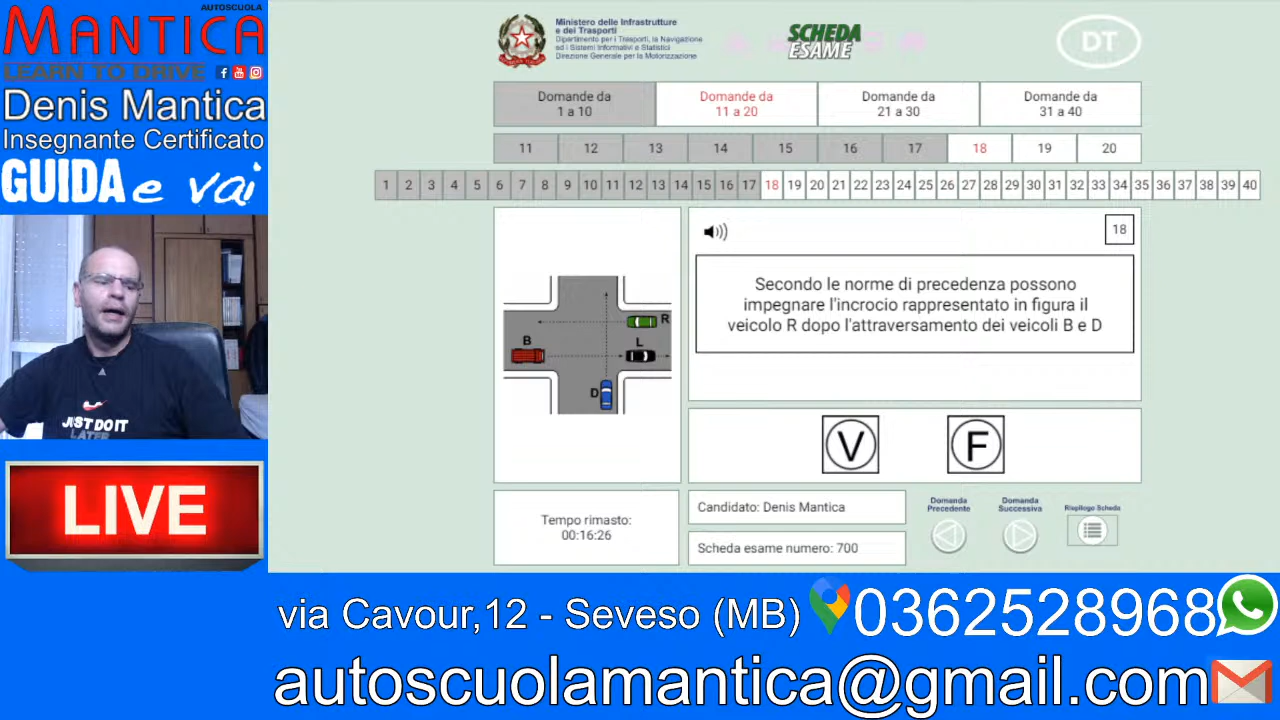 AUTOSCUOLA
MANTICA
LEARN TO DRIVE
Denis Mantica
Insegnante Certificato
GUIDA e vai
JUST DO IT
LATER
LIVE
Ministero delle Infrastrutture
e dei Trasporti
Dipartimento per i Trasporti, la Navigazione
ed i Sistemi Informativi e Statistici
Direzione Generale per la Motorizzazione
SCHEDA
ESAME
DT
Domande da
1 a 10
Domande da
11 a 20
Domande da
21 a 30
Domande da
31 a 40
11 12 13 14 15 16 17 18 19 20
1 2 3 4 5 6 7 8 9 10 11 12 13 14 15 16 17 18 19 20 21 22 23 24 25 26 27 28 29 30 31 32 33 34 35 36 37 38 39 40
18
Secondo le norme di precedenza possono
impegnare l'incrocio rappresentato in figura il
veicolo R dopo l'attraversamento dei veicoli B e D
R
B
L
D
V F
Tempo rimasto:
00:16:26
Candidato: Denis Mantica
Scheda esame numero: 700
Domanda
Precedente
Domanda
Successiva
Riepilogo Scheda
via Cavour,12 - Seveso (MB) 0362528968
autoscuolamantica@gmail.com